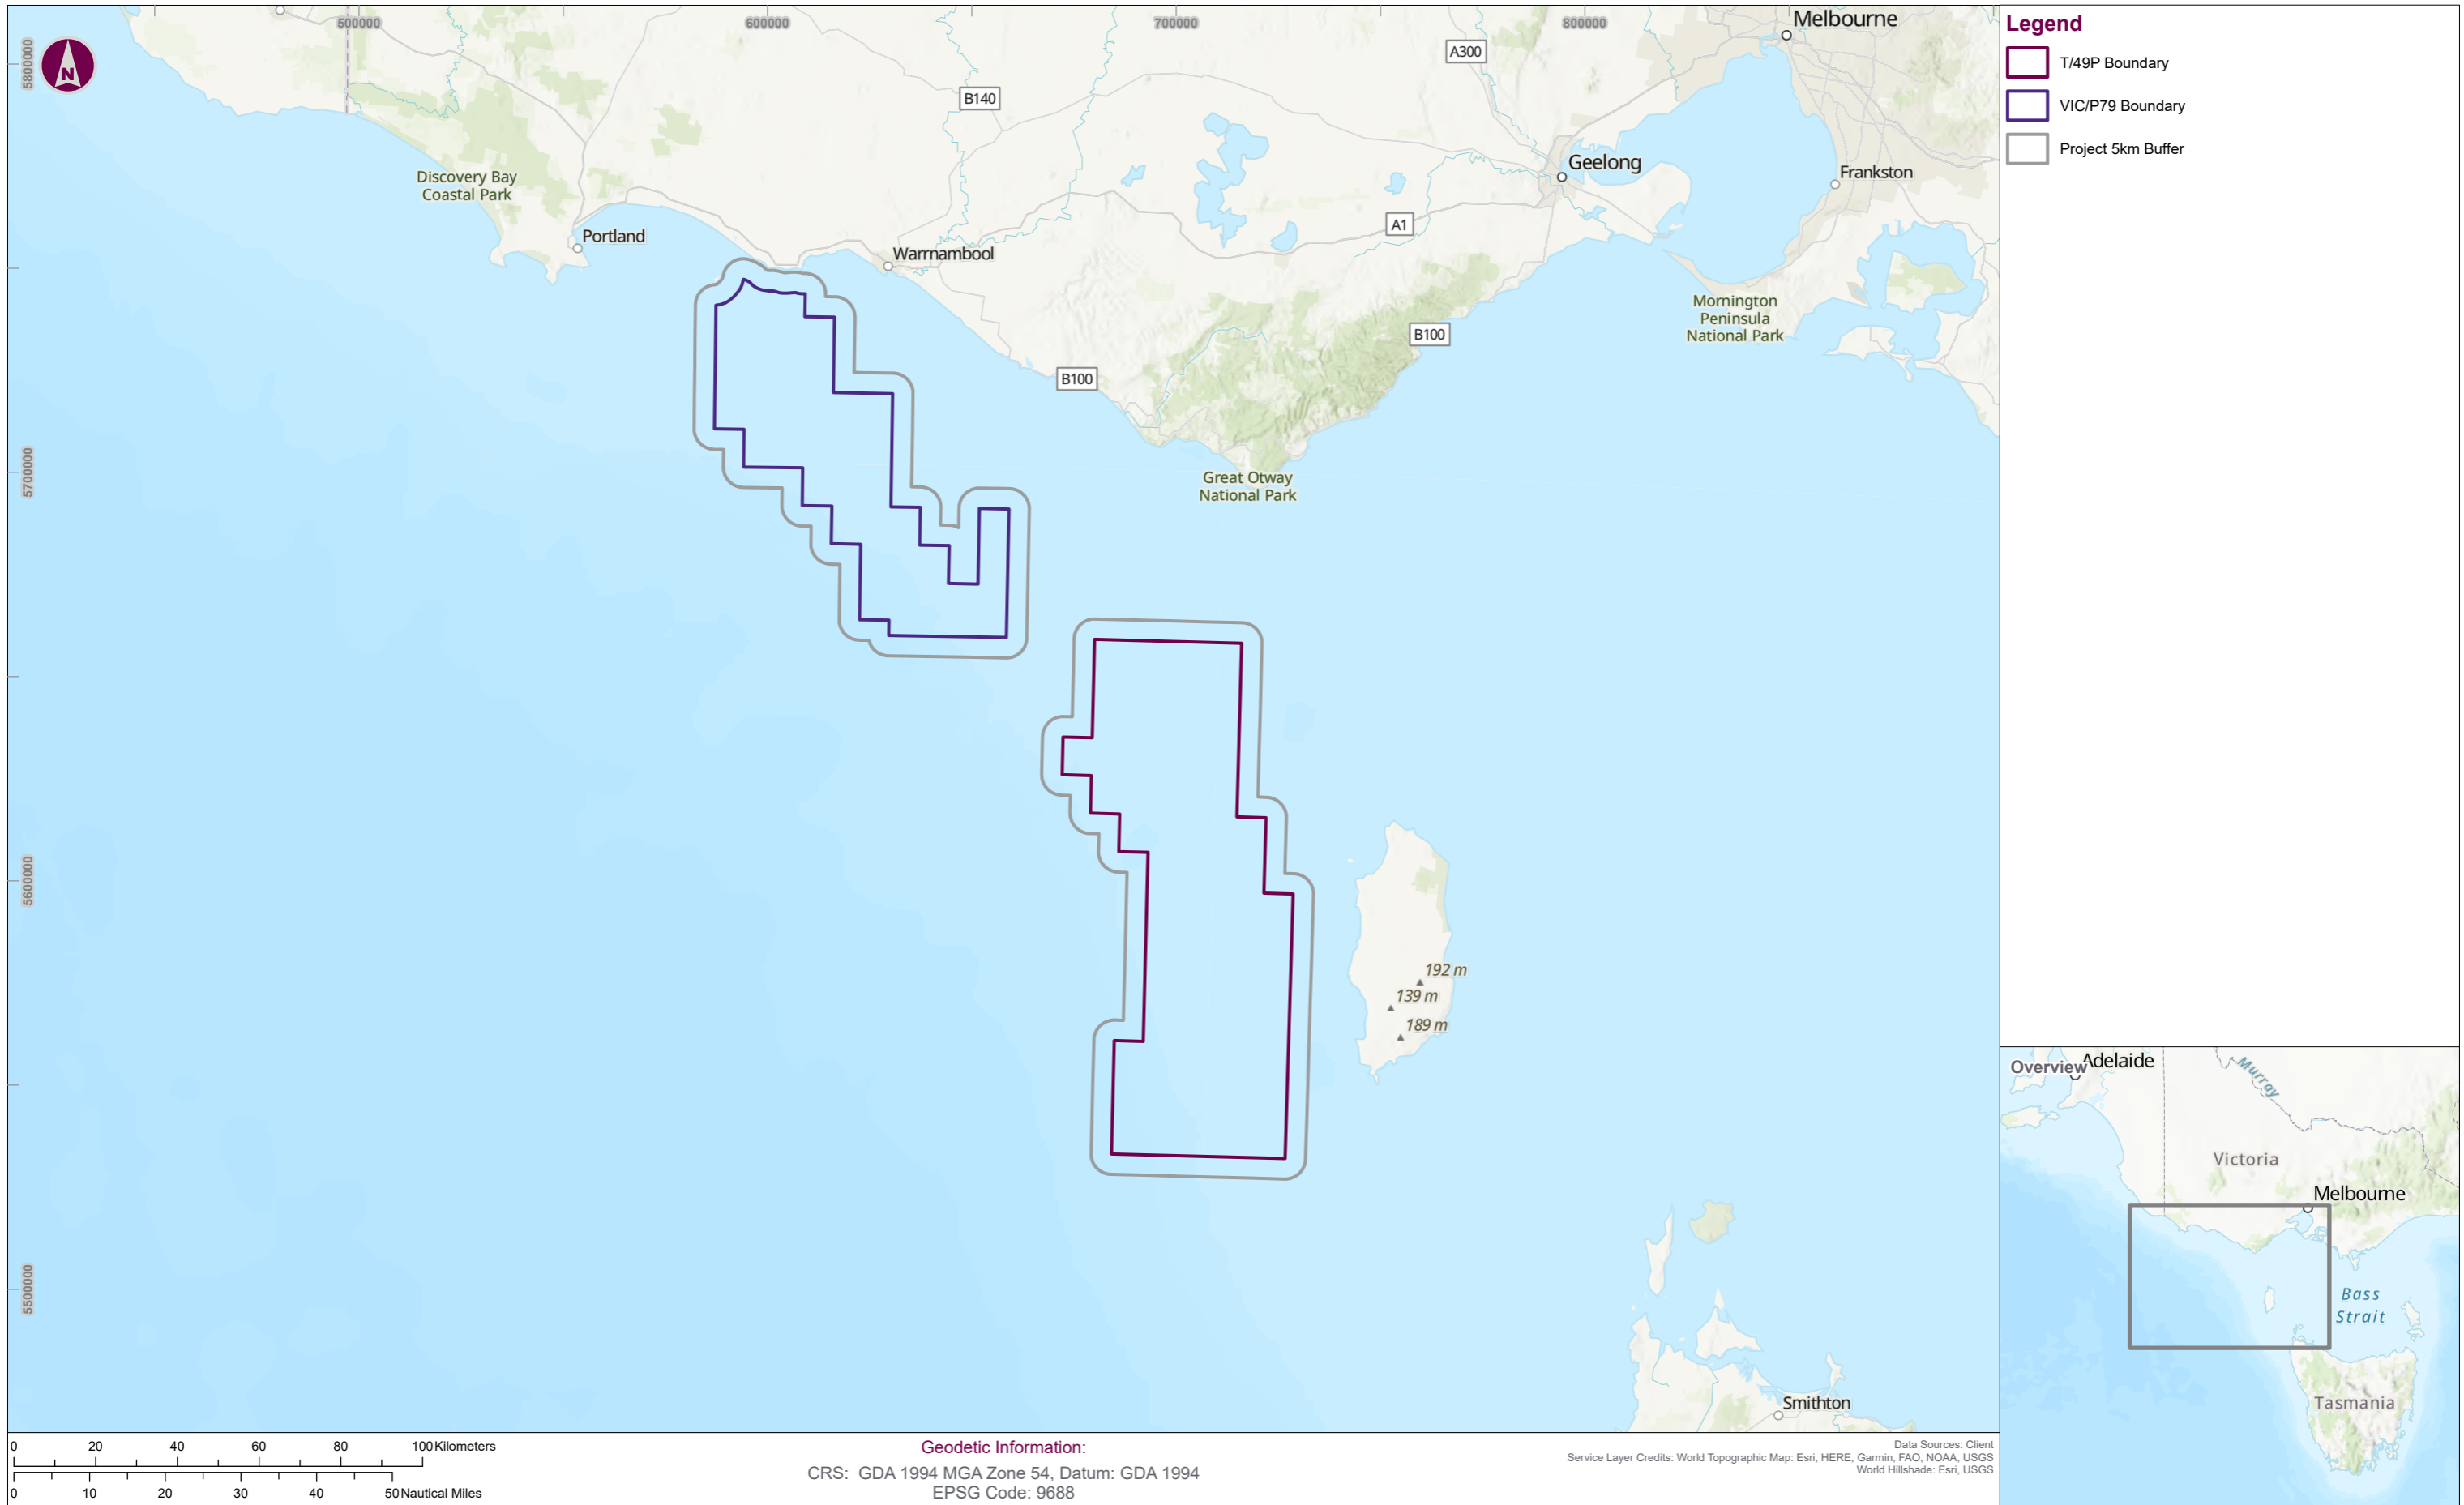 500000
600000
700000
800000
5800000
5700000
5600000
5500000
N
Melbourne
A300
B140
Geelong
Frankston
Discovery Bay
Coastal Park
Portland
Warrnambool
A1
Mornington
Peninsula
National Park
B100
B100
Great Otway
National Park
192 m
139 m
189 m
Smithton
Legend
T/49P Boundary
VIC/P79 Boundary
Project 5km Buffer
Overview
Adelaide
Murray
Victoria
Melbourne
Bass
Strait
Tasmania
0 20 40 60 80 100 Kilometers
0 10 20 30 40 50 Nautical Miles
Geodetic Information:
CRS: GDA 1994 MGA Zone 54, Datum: GDA 1994
EPSG Code: 9688
Data Sources: Client
Service Layer Credits: World Topographic Map: Esri, HERE, Garmin, FAO, NOAA, USGS
World Hillshade: Esri, USGS